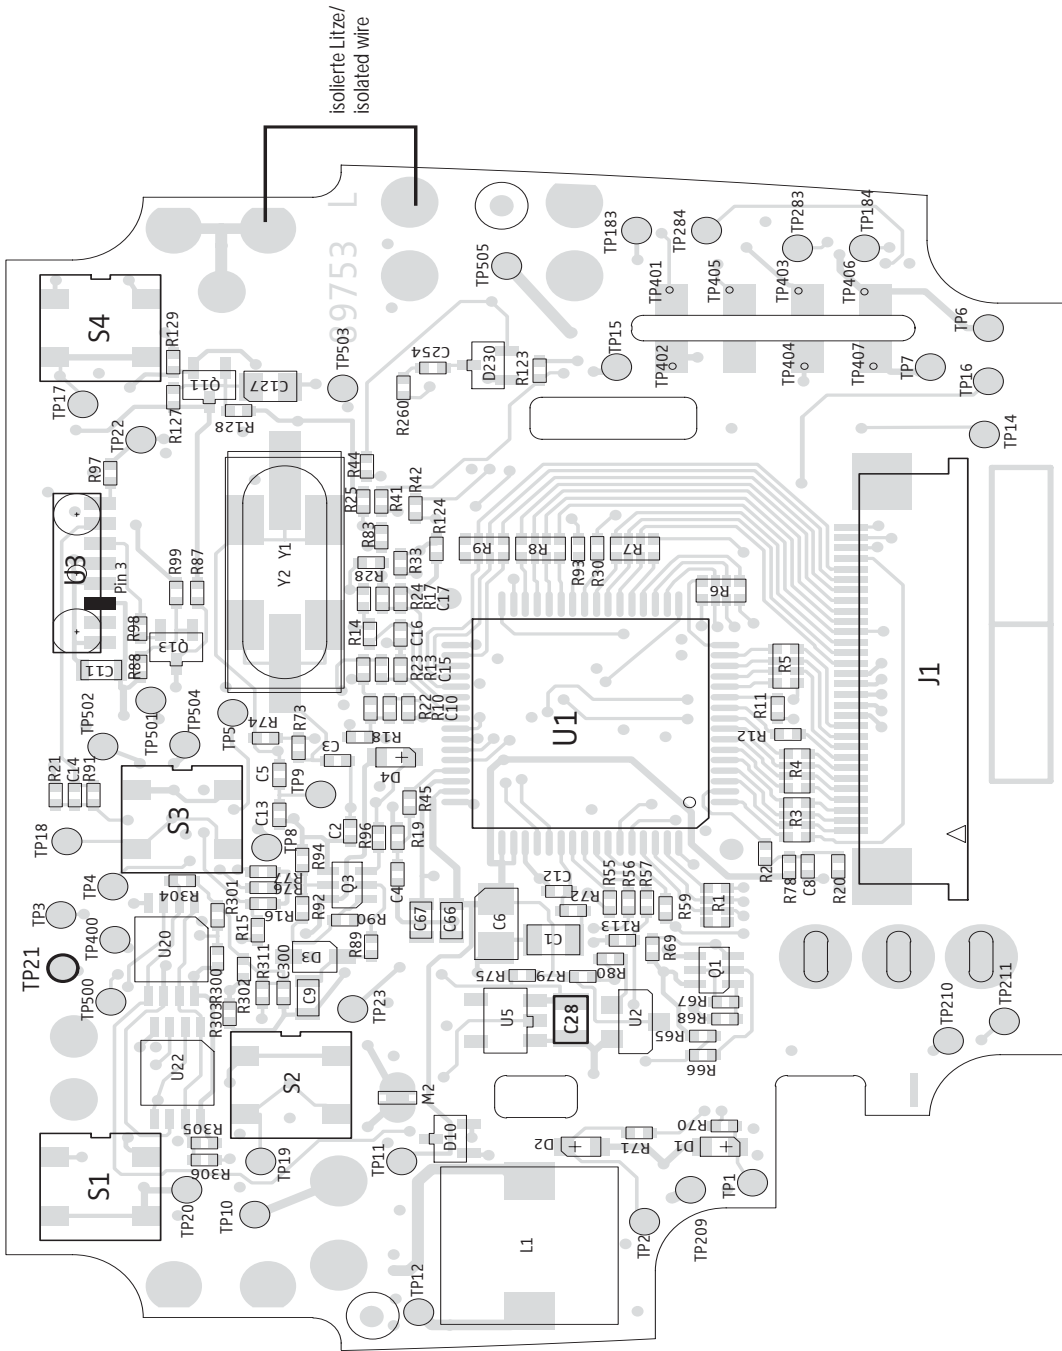 isolierte Litze/
isolated wire
89753 L
S4
R129
TP17
TP22
R127
Q11
C127
R128
TP503
R97
R260
C254
D230
R123
TP505
TP15
TP183
TP284
TP283
TP184
TP401
TP405
TP403
TP406
TP402
TP404
TP407
TP6
TP7
TP16
TP14
U3
Pin 3
R99
R87
R98
R88
Q13
C11
Y2
Y1
R44
R25
R41
R42
R83
R28
R33
R124
R14
R24
R17
C17
C16
R23
R13
C15
R22
R10
C10
R9
R8
R93
R30
R7
R6
R5
R11
R12
R4
R3
U1
J1
TP502
TP501
TP504
TP5
R74
R73
C3
R18
D4
R21
C14
R91
TP18
S3
C5
C13
TP9
TP8
C2
R96
R19
R45
R94
C4
TP4
TP3
TP21
TP400
TP500
R304
R301
R77
R76
R16
R15
R92
Q3
R90
R89
U20
R300
R302
R303
R311
C300
D3
C9
TP23
C67
C66
C6
C12
R72
C1
R55
R56
R57
R59
R113
R69
R1
R2
R78
C8
R20
R75
R79
R80
U5
C28
U2
Q1
R67
R68
R65
R66
TP210
TP211
U22
S2
M2
D10
R305
R306
TP19
TP11
S1
TP20
TP10
TP12
L1
D2
R71
D1
R70
TP1
TP2
TP209